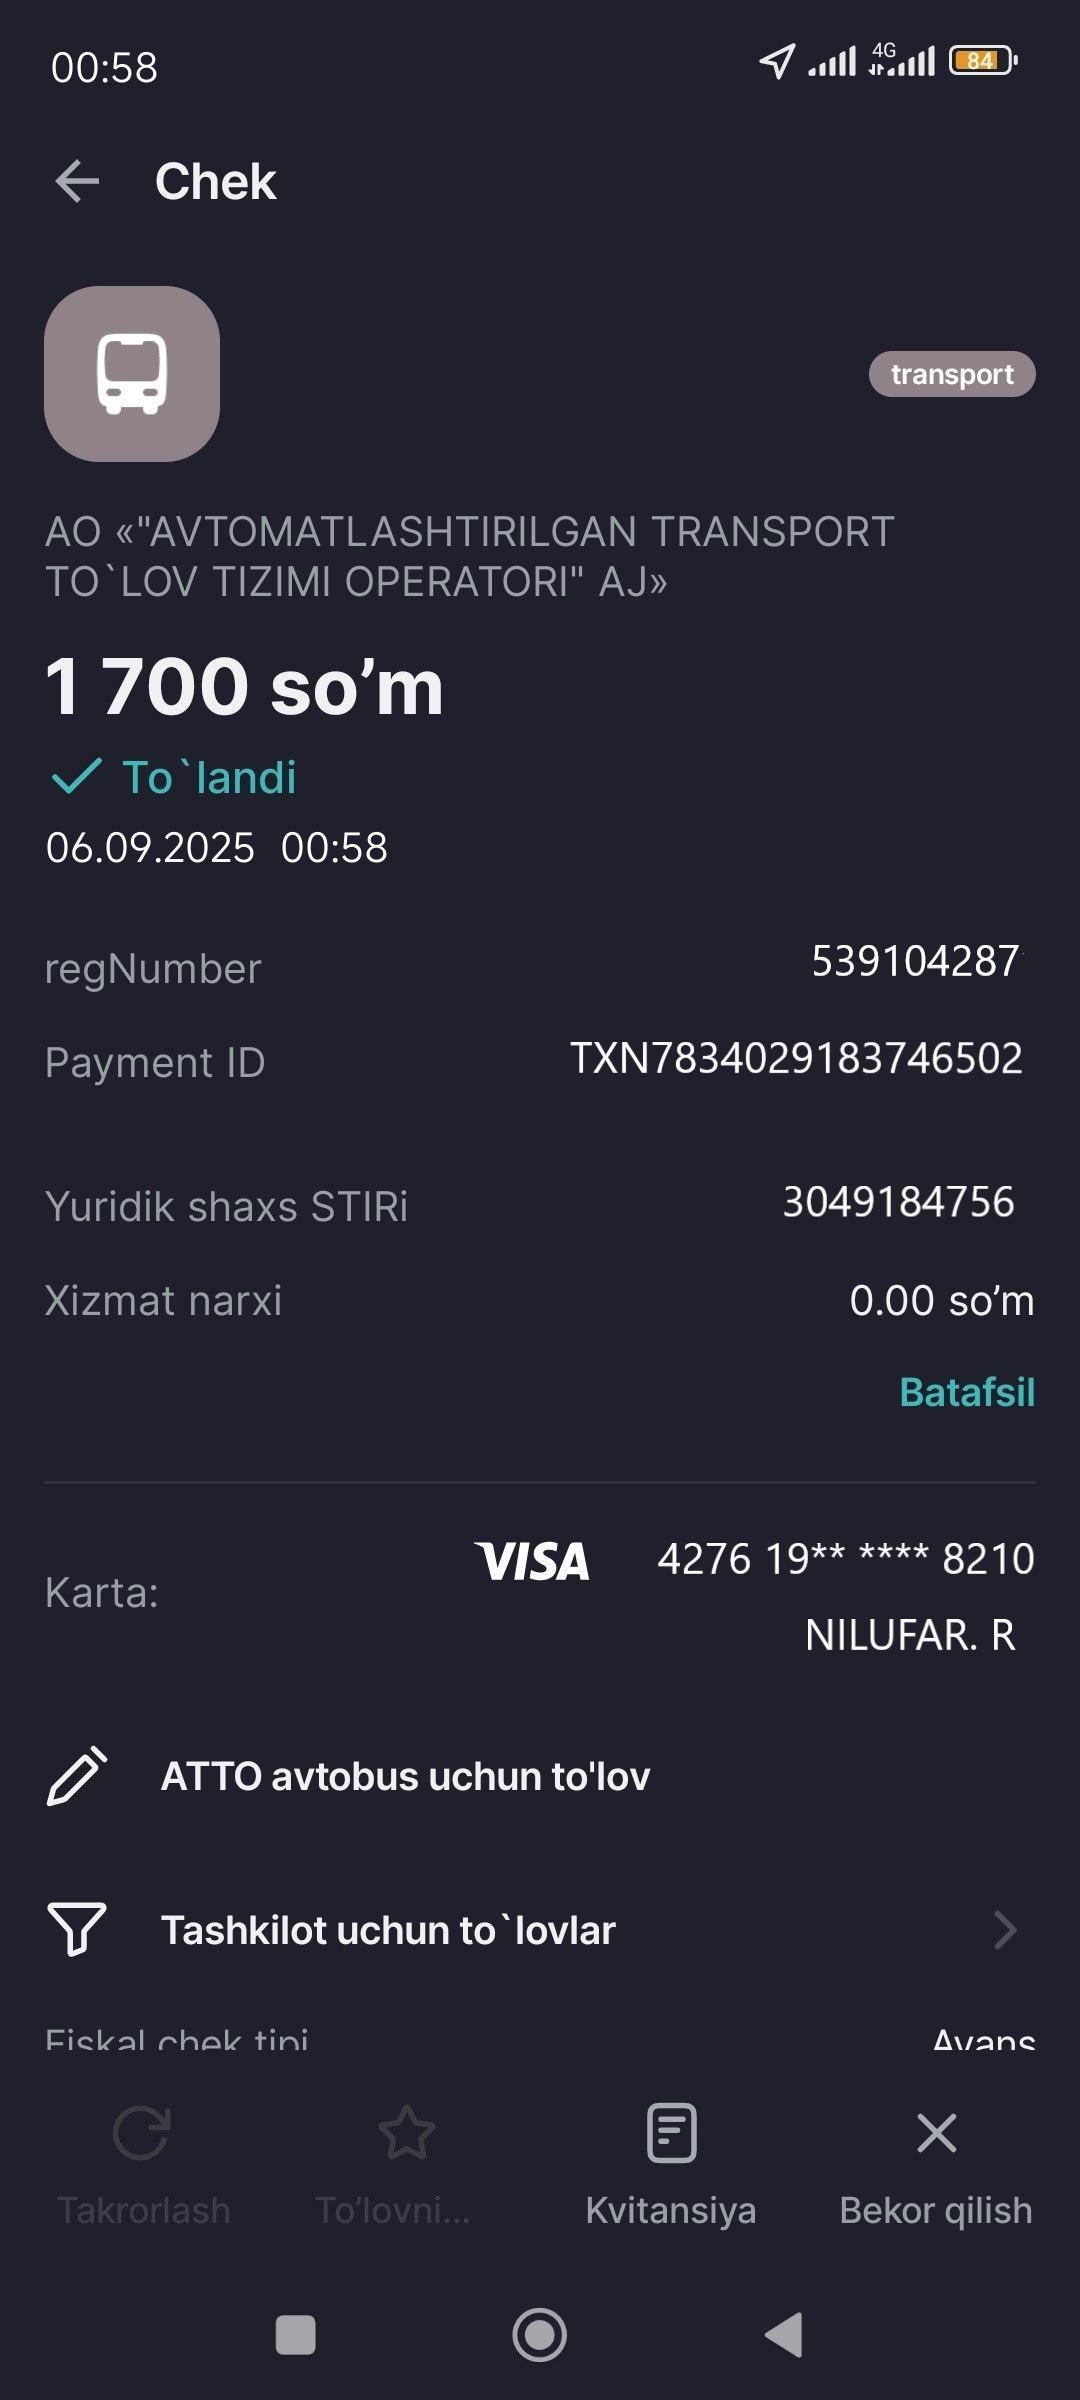 00:58
4G
84
Chek
transport
AO «"AVTOMATLASHTIRILGAN TRANSPORT
TO`LOV TIZIMI OPERATORI" AJ»
1 700 so’m
To`landi
06.09.2025 00:58
regNumber 539104287
Payment ID TXN7834029183746502
Yuridik shaxs STIRi 3049184756
Xizmat narxi 0.00 so’m
Batafsil
Karta: VISA 4276 19** **** 8210
NILUFAR. R
ATTO avtobus uchun to'lov
Tashkilot uchun to`lovlar
Fiskal chek tipi Avans
Takrorlash To’lovni... Kvitansiya Bekor qilish